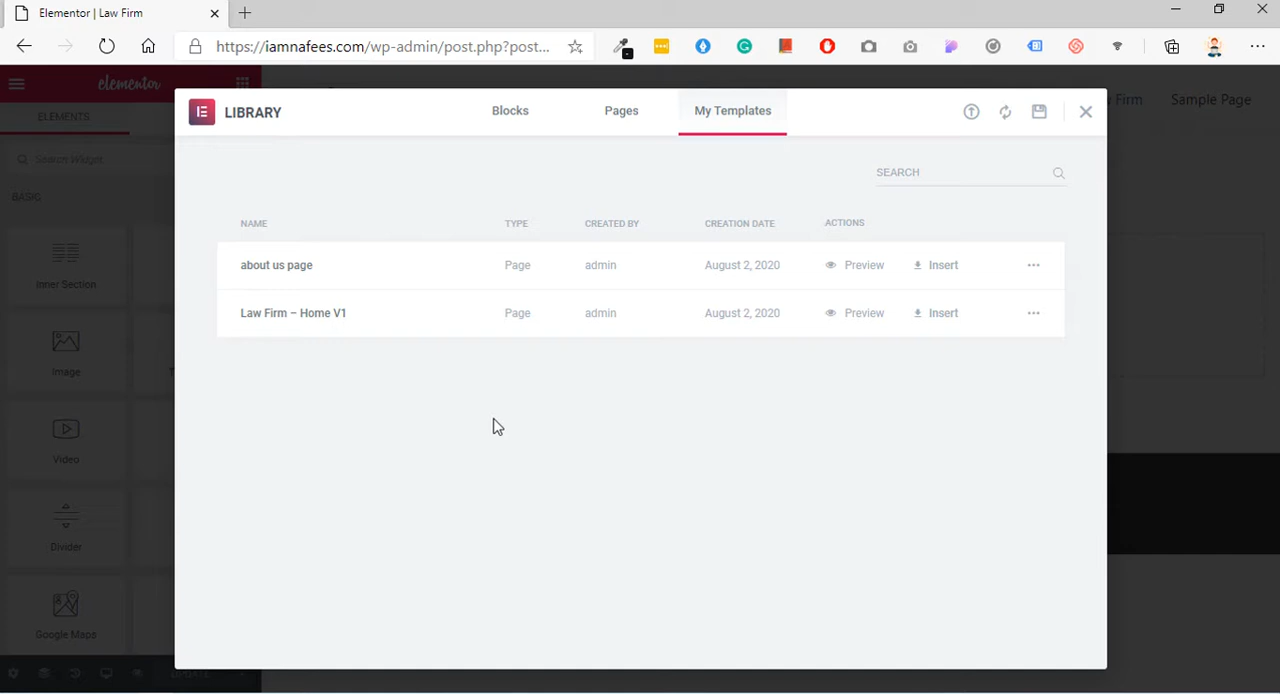 Elementor | Law Firm
https://iamnafees.com/wp-admin/post.php?post...
elementor
ELEMENTS
Search Widget
BASIC
Inner Section
Image
Video
Divider
Google Maps
UPDATE
Firm
Sample Page
LIBRARY
Blocks
Pages
My Templates
SEARCH
NAME TYPE CREATED BY CREATION DATE ACTIONS
about us page Page admin August 2, 2020 Preview Insert
Law Firm – Home V1 Page admin August 2, 2020 Preview Insert